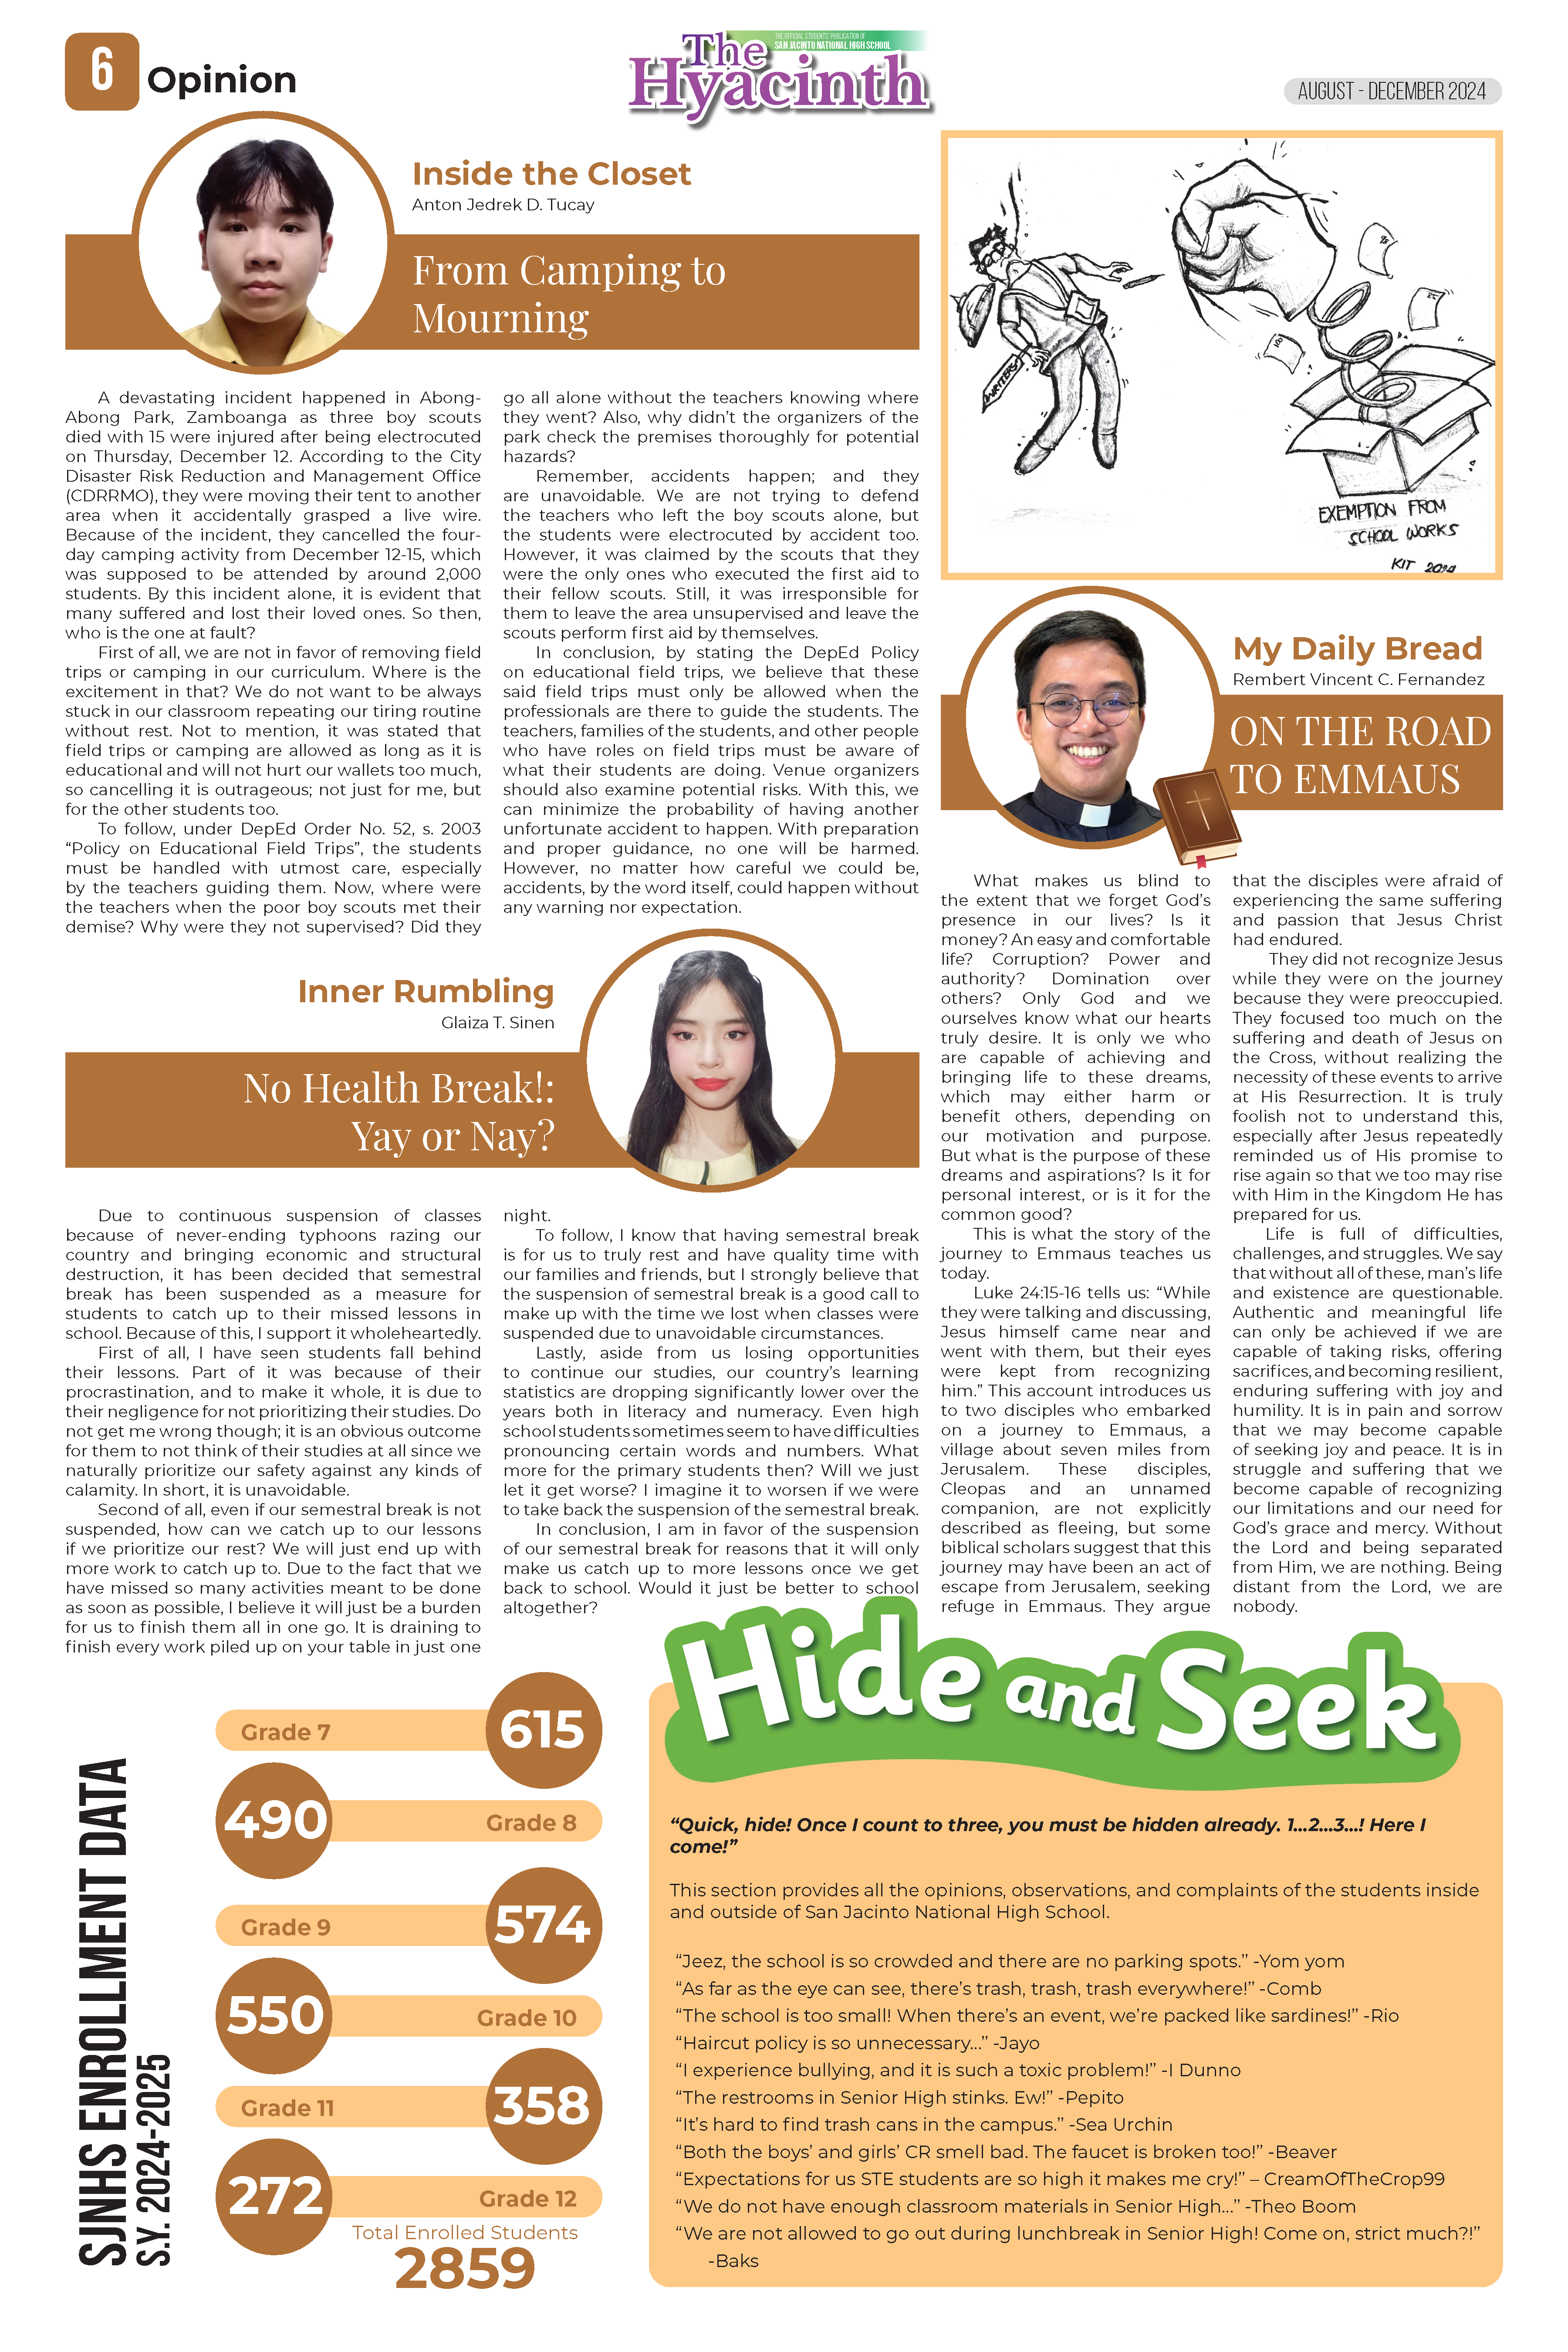 6
Opinion
THE OFFICIAL STUDENTS' PUBLICATION OF
SAN JACINTO NATIONAL HIGH SCHOOL
The
Hyacinth
AUGUST - DECEMBER 2024
Inside the Closet
Anton Jedrek D. Tucay
From Camping to
Mourning
A devastating incident happened in Abong-
Abong Park, Zamboanga as three boy scouts
died with 15 were injured after being electrocuted
on Thursday, December 12. According to the City
Disaster Risk Reduction and Management Office
(CDRRMO), they were moving their tent to another
area when it accidentally grasped a live wire.
Because of the incident, they cancelled the four-
day camping activity from December 12-15, which
was supposed to be attended by around 2,000
students. By this incident alone, it is evident that
many suffered and lost their loved ones. So then,
who is the one at fault?
First of all, we are not in favor of removing field
trips or camping in our curriculum. Where is the
excitement in that? We do not want to be always
stuck in our classroom repeating our tiring routine
without rest. Not to mention, it was stated that
field trips or camping are allowed as long as it is
educational and will not hurt our wallets too much,
so cancelling it is outrageous; not just for me, but
for the other students too.
To follow, under DepEd Order No. 52, s. 2003
“Policy on Educational Field Trips”, the students
must be handled with utmost care, especially
by the teachers guiding them. Now, where were
the teachers when the poor boy scouts met their
demise? Why were they not supervised? Did they
go all alone without the teachers knowing where
they went? Also, why didn’t the organizers of the
park check the premises thoroughly for potential
hazards?
Remember, accidents happen; and they
are unavoidable. We are not trying to defend
the teachers who left the boy scouts alone, but
the students were electrocuted by accident too.
However, it was claimed by the scouts that they
were the only ones who executed the first aid to
their fellow scouts. Still, it was irresponsible for
them to leave the area unsupervised and leave the
scouts perform first aid by themselves.
In conclusion, by stating the DepEd Policy
on educational field trips, we believe that these
said field trips must only be allowed when the
professionals are there to guide the students. The
teachers, families of the students, and other people
who have roles on field trips must be aware of
what their students are doing. Venue organizers
should also examine potential risks. With this, we
can minimize the probability of having another
unfortunate accident to happen. With preparation
and proper guidance, no one will be harmed.
However, no matter how careful we could be,
accidents, by the word itself, could happen without
any warning nor expectation.
WRITERS
100
EXEMPTION FROM
SCHOOL WORKS
KIT 2024
Inner Rumbling
Glaiza T. Sinen
No Health Break!:
Yay or Nay?
Due to continuous suspension of classes
because of never-ending typhoons razing our
country and bringing economic and structural
destruction, it has been decided that semestral
break has been suspended as a measure for
students to catch up to their missed lessons in
school. Because of this, I support it wholeheartedly.
First of all, I have seen students fall behind
their lessons. Part of it was because of their
procrastination, and to make it whole, it is due to
their negligence for not prioritizing their studies. Do
not get me wrong though; it is an obvious outcome
for them to not think of their studies at all since we
naturally prioritize our safety against any kinds of
calamity. In short, it is unavoidable.
Second of all, even if our semestral break is not
suspended, how can we catch up to our lessons
if we prioritize our rest? We will just end up with
more work to catch up to. Due to the fact that we
have missed so many activities meant to be done
as soon as possible, I believe it will just be a burden
for us to finish them all in one go. It is draining to
finish every work piled up on your table in just one
night.
To follow, I know that having semestral break
is for us to truly rest and have quality time with
our families and friends, but I strongly believe that
the suspension of semestral break is a good call to
make up with the time we lost when classes were
suspended due to unavoidable circumstances.
Lastly, aside from us losing opportunities
to continue our studies, our country’s learning
statistics are dropping significantly lower over the
years both in literacy and numeracy. Even high
school students sometimes seem to have difficulties
pronouncing certain words and numbers. What
more for the primary students then? Will we just
let it get worse? I imagine it to worsen if we were
to take back the suspension of the semestral break.
In conclusion, I am in favor of the suspension
of our semestral break for reasons that it will only
make us catch up to more lessons once we get
back to school. Would it just be better to school
altogether?
My Daily Bread
Rembert Vincent C. Fernandez
ON THE ROAD
TO EMMAUS
What makes us blind to
the extent that we forget God’s
presence in our lives? Is it
money? An easy and comfortable
life? Corruption? Power and
authority? Domination over
others? Only God and we
ourselves know what our hearts
truly desire. It is only we who
are capable of achieving and
bringing life to these dreams,
which may either harm or
benefit others, depending on
our motivation and purpose.
But what is the purpose of these
dreams and aspirations? Is it for
personal interest, or is it for the
common good?
This is what the story of the
journey to Emmaus teaches us
today.
Luke 24:15-16 tells us: “While
they were talking and discussing,
Jesus himself came near and
went with them, but their eyes
were kept from recognizing
him.” This account introduces us
to two disciples who embarked
on a journey to Emmaus, a
village about seven miles from
Jerusalem. These disciples,
Cleopas and an unnamed
companion, are not explicitly
described as fleeing, but some
biblical scholars suggest that this
journey may have been an act of
escape from Jerusalem, seeking
refuge in Emmaus. They argue
that the disciples were afraid of
experiencing the same suffering
and passion that Jesus Christ
had endured.
They did not recognize Jesus
while they were on the journey
because they were preoccupied.
They focused too much on the
suffering and death of Jesus on
the Cross, without realizing the
necessity of these events to arrive
at His Resurrection. It is truly
foolish not to understand this,
especially after Jesus repeatedly
reminded us of His promise to
rise again so that we too may rise
with Him in the Kingdom He has
prepared for us.
Life is full of difficulties,
challenges, and struggles. We say
that without all of these, man’s life
and existence are questionable.
Authentic and meaningful life
can only be achieved if we are
capable of taking risks, offering
sacrifices, and becoming resilient,
enduring suffering with joy and
humility. It is in pain and sorrow
that we may become capable
of seeking joy and peace. It is in
struggle and suffering that we
become capable of recognizing
our limitations and our need for
God’s grace and mercy. Without
the Lord and being separated
from Him, we are nothing. Being
distant from the Lord, we are
nobody.
SJNHS ENROLLMENT DATA
S.Y. 2024-2025
Grade 7
615
490
Grade 8
Grade 9
574
550
Grade 10
Grade 11
358
272
Grade 12
Total Enrolled Students
2859
Hide and Seek
“Quick, hide! Once I count to three, you must be hidden already. 1...2...3...! Here I
come!”
This section provides all the opinions, observations, and complaints of the students inside
and outside of San Jacinto National High School.
“Jeez, the school is so crowded and there are no parking spots.” -Yom yom
“As far as the eye can see, there’s trash, trash, trash everywhere!” -Comb
“The school is too small! When there’s an event, we’re packed like sardines!” -Rio
“Haircut policy is so unnecessary...” -Jayo
“I experience bullying, and it is such a toxic problem!” -I Dunno
“The restrooms in Senior High stinks. Ew!” -Pepito
“It’s hard to find trash cans in the campus.” -Sea Urchin
“Both the boys’ and girls’ CR smell bad. The faucet is broken too!” -Beaver
“Expectations for us STE students are so high it makes me cry!” – CreamOfTheCrop99
“We do not have enough classroom materials in Senior High...” -Theo Boom
“We are not allowed to go out during lunchbreak in Senior High! Come on, strict much?!”
-Baks